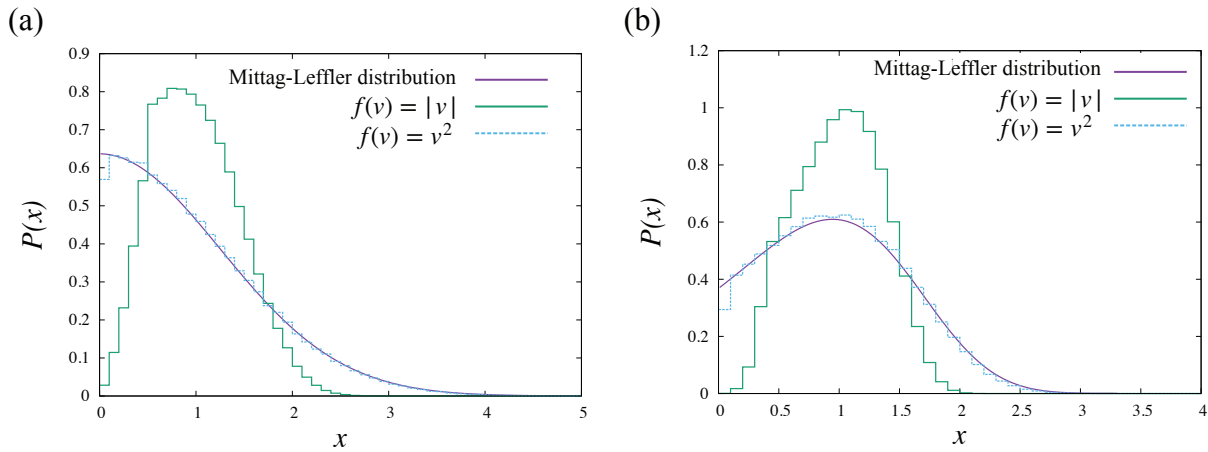 (a)
0.9
0.8
0.7
0.6
0.5
0.4
0.3
0.2
0.1
0
P(x)
Mittag-Leffler distribution
f(v) = |v|
f(v) = v²
0 1 2 3 4 5
x
(b)
1.2
1
0.8
0.6
0.4
0.2
0
P(x)
Mittag-Leffler distribution
f(v) = |v|
f(v) = v²
0 0.5 1 1.5 2 2.5 3 3.5 4
x